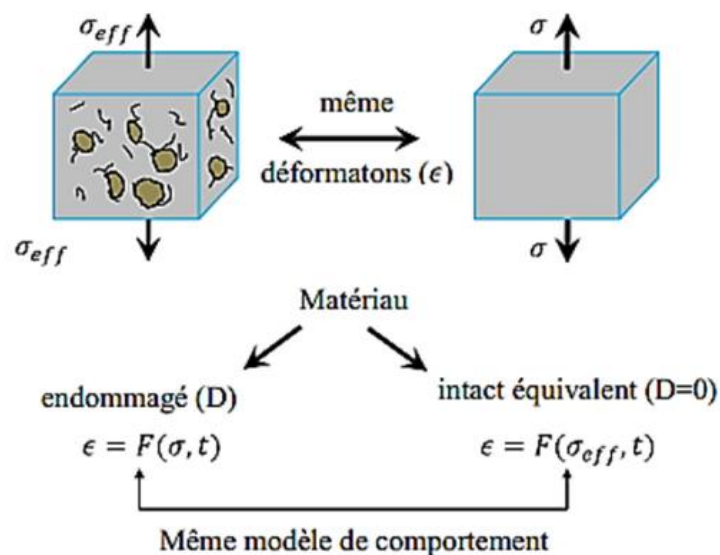 σ_eff
σ
même
déformatons (ϵ)
σ_eff
σ
Matériau
endommagé (D)
intact équivalent (D=0)
ϵ = F(σ, t)
ϵ = F(σ_eff, t)
Même modèle de comportement